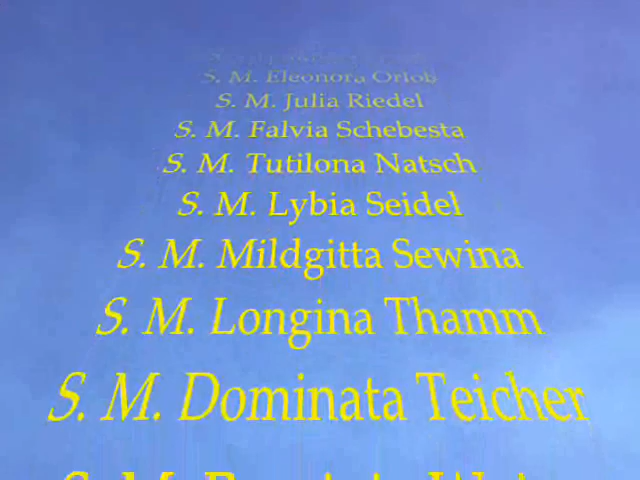 S. M. Eleonora Orlob
S. M. Julia Riedel
S. M. Falvia Schebesta
S. M. Tutilona Natsch
S. M. Lybia Seidel
S. M. Mildgitta Sewina
S. M. Longina Thamm
S. M. Dominata Teicher
S. M.